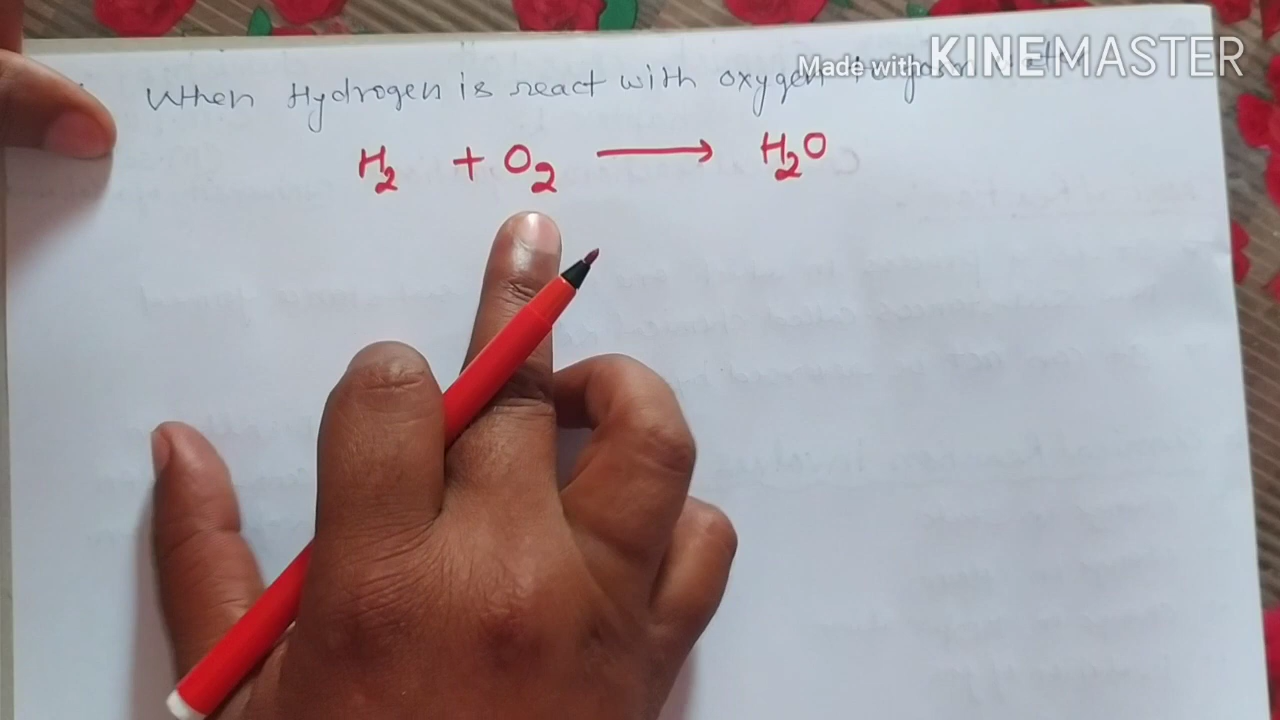 When Hydrogen is react with oxygen
Made with KINEMASTER
H₂ + O₂ ⟶ H₂O